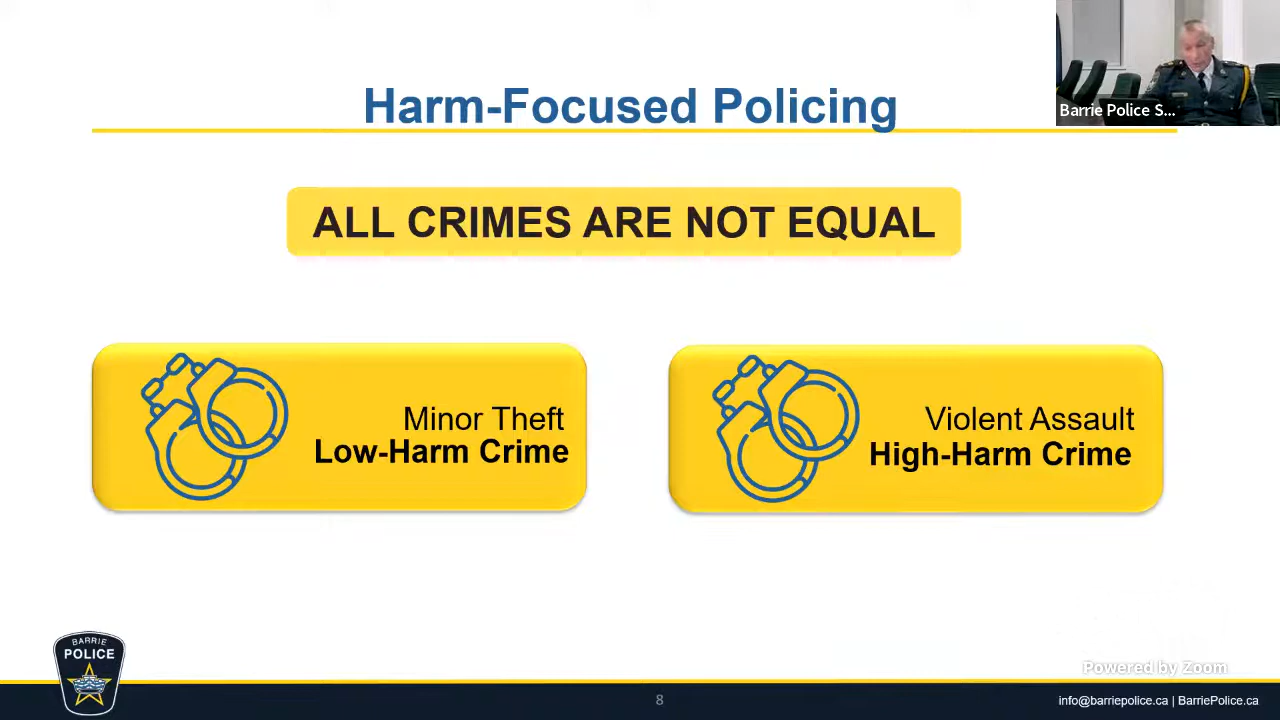 Harm-Focused Policing
Barrie Police S...
ALL CRIMES ARE NOT EQUAL
Minor Theft
Low-Harm Crime
Violent Assault
High-Harm Crime
BARRIE
POLICE
Powered by Zoom
8
info@barriepolice.ca | BarriePolice.ca